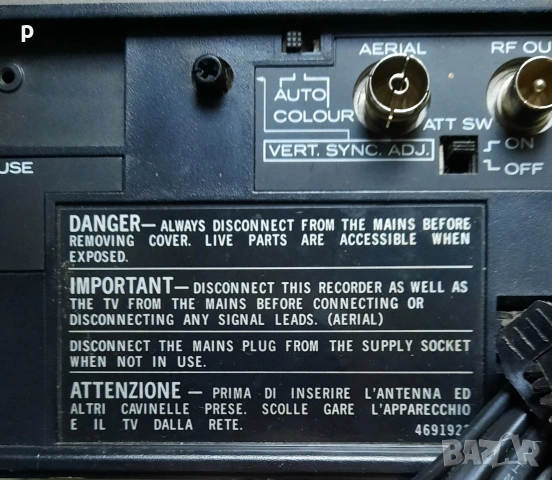 p
AERIAL
RF OU
AUTO
COLOUR
ATT SW
ON
VERT. SYNC. ADJ.
OFF
USE
DANGER— ALWAYS DISCONNECT FROM THE MAINS BEFORE
REMOVING COVER. LIVE PARTS ARE ACCESSIBLE WHEN
EXPOSED.
IMPORTANT— DISCONNECT THIS RECORDER AS WELL AS
THE TV FROM THE MAINS BEFORE CONNECTING OR
DISCONNECTING ANY SIGNAL LEADS. (AERIAL)
DISCONNECT THE MAINS PLUG FROM THE SUPPLY SOCKET
WHEN NOT IN USE.
ATTENZIONE — PRIMA DI INSERIRE L'ANTENNA ED
ALTRI CAVINELLE PRESE. SCOLLE GARE L'APPARECCHIO
E IL TV DALLA RETE. 469192
BAZAR